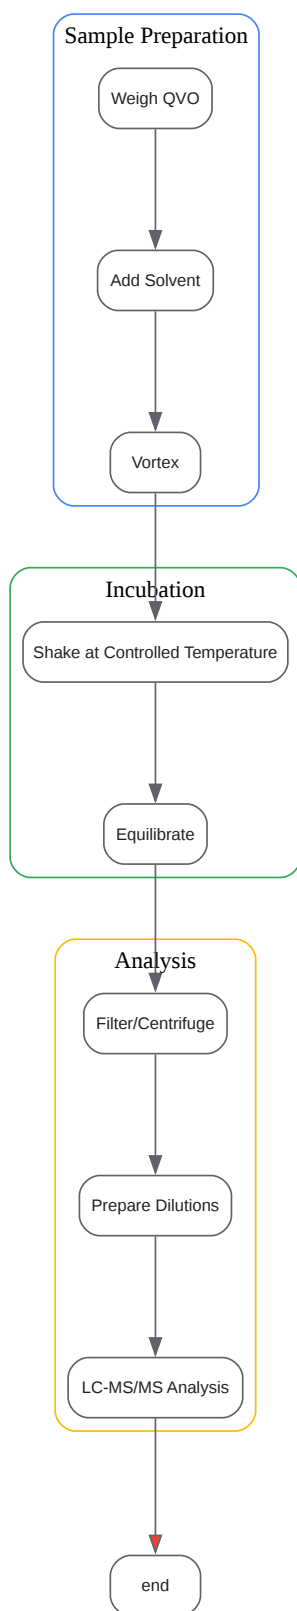 Sample Preparation
Weigh QVO
Add Solvent
Vortex
Incubation
Shake at Controlled Temperature
Equilibrate
Analysis
Filter/Centrifuge
Prepare Dilutions
LC-MS/MS Analysis
end